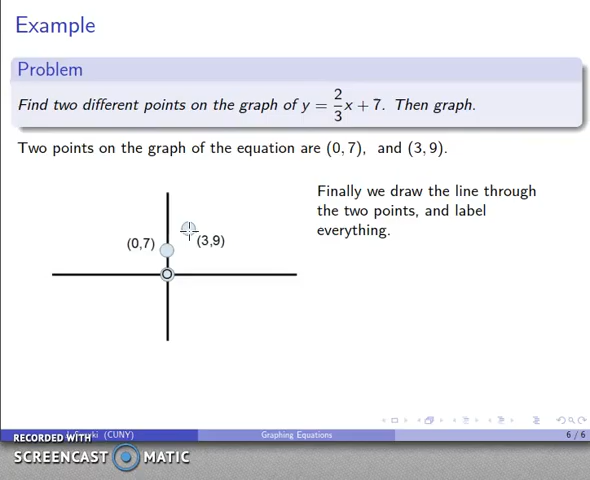 Example
Problem
Find two different points on the graph of y = 2/3 x + 7. Then graph.
Two points on the graph of the equation are (0, 7), and (3, 9).
Finally we draw the line through
the two points, and label
everything.
(0,7)
(3,9)
O
(CUNY)
Graphing Equations
6 / 6
RECORDED WITH
SCREENCAST MATIC